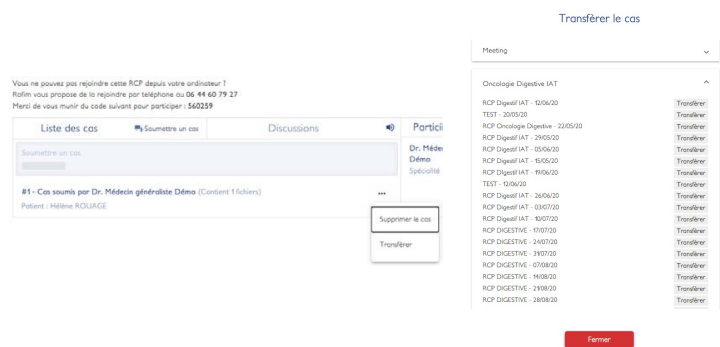 Transférer le cas
Meeting
Vous ne pouvez pas rejoindre cette RCP depuis votre ordinateur ?
Rofim vous propose de la rejoindre par téléphone au 06 44 60 79 27
Merci de vous munir du code suivant pour participer : 560259
Liste des cas
Soumettre un cas
Discussions
Particip
Soumettre un cas
Dr. Méde
Démo
Spécialité
#1 - Cas soumis par Dr. Médecin généraliste Démo (Contient 1 fichiers)
Patient : Hélène ROUAGE
Supprimer le cas
Transférer
Oncologie Digestive IAT
RCP Digestif IAT - 12/06/20 Transférer
TEST - 20/05/20 Transférer
RCP Oncologie Digestive - 22/05/20 Transférer
RCP Digestif IAT - 29/05/20 Transférer
RCP Digestif IAT - 05/06/20 Transférer
RCP Digestif IAT - 15/05/20 Transférer
RCP Digestif IAT - 19/06/20 Transférer
TEST - 12/06/20 Transférer
RCP Digestif IAT - 26/06/20 Transférer
RCP Digestif IAT - 03/07/20 Transférer
RCP Digestif IAT - 10/07/20 Transférer
RCP DIGESTIVE - 17/07/20 Transférer
RCP DIGESTIVE - 24/07/20 Transférer
RCP DIGESTIVE - 31/07/20 Transférer
RCP DIGESTIVE - 07/08/20 Transférer
RCP DIGESTIVE - 14/08/20 Transférer
RCP DIGESTIVE - 21/08/20 Transférer
RCP DIGESTIVE - 28/08/20 Transférer
Fermer